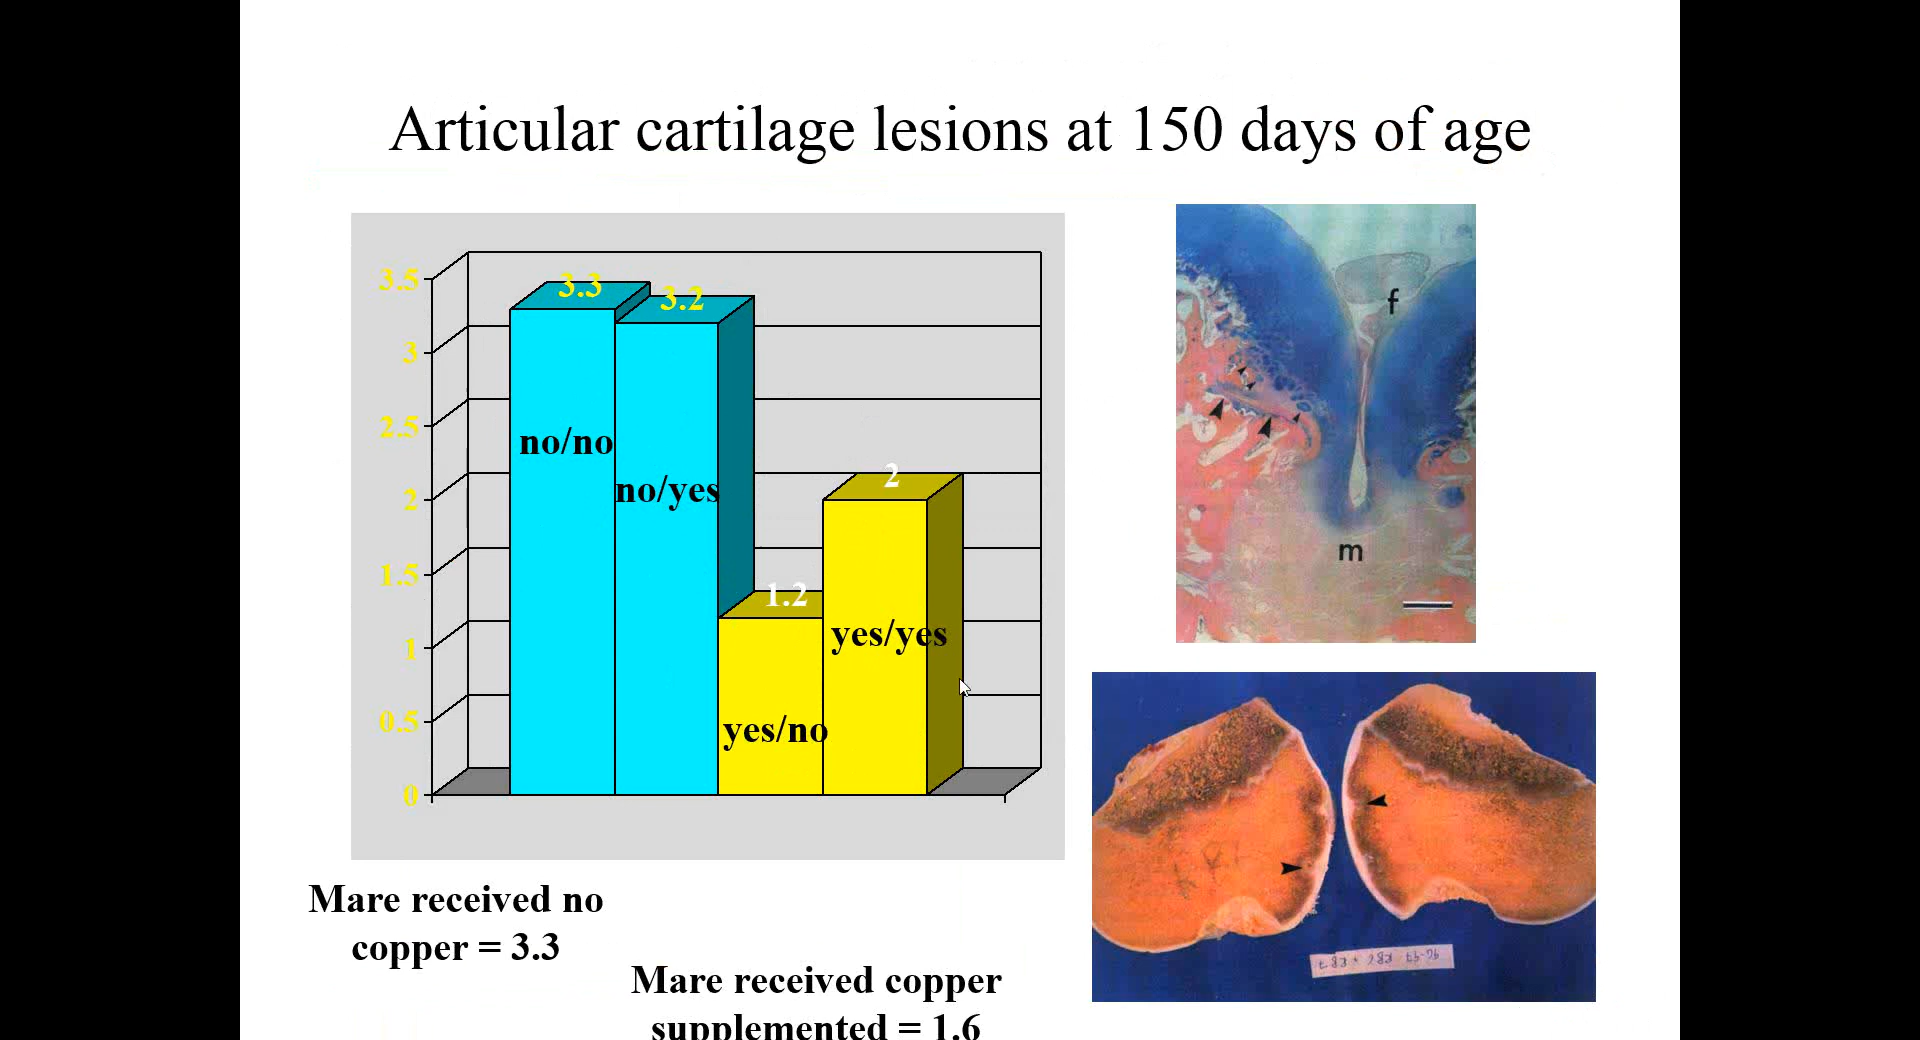 Articular cartilage lesions at 150 days of age
3.5
3
2.5
2
1.5
1
0.5
0
3.3
3.2
1.2
2
no/no
no/yes
yes/no
yes/yes
f
m
Mare received no
copper = 3.3
Mare received copper
supplemented = 1.6